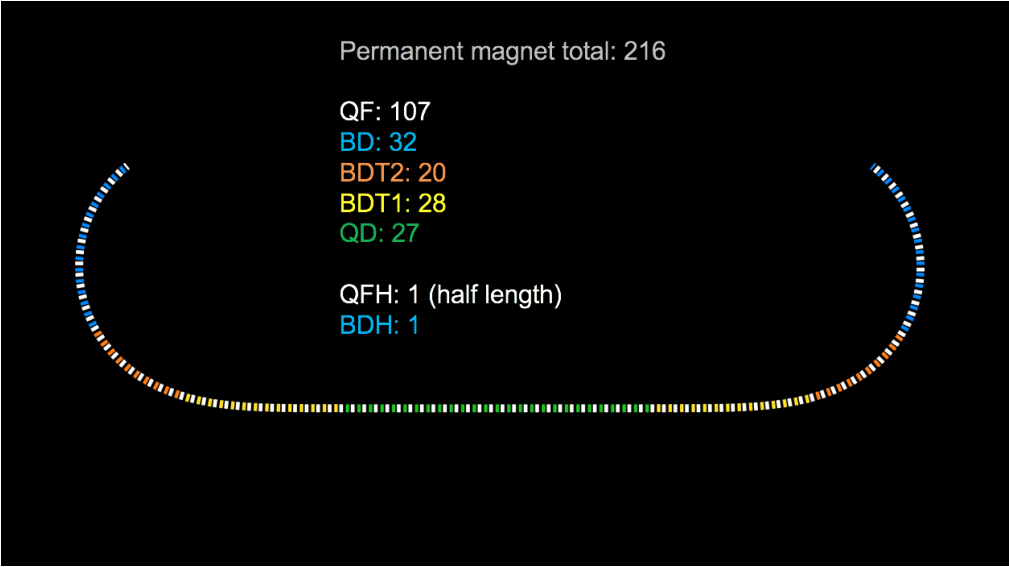 Permanent magnet total: 216
QF: 107
BD: 32
BDT2: 20
BDT1: 28
QD: 27
QFH: 1 (half length)
BDH: 1